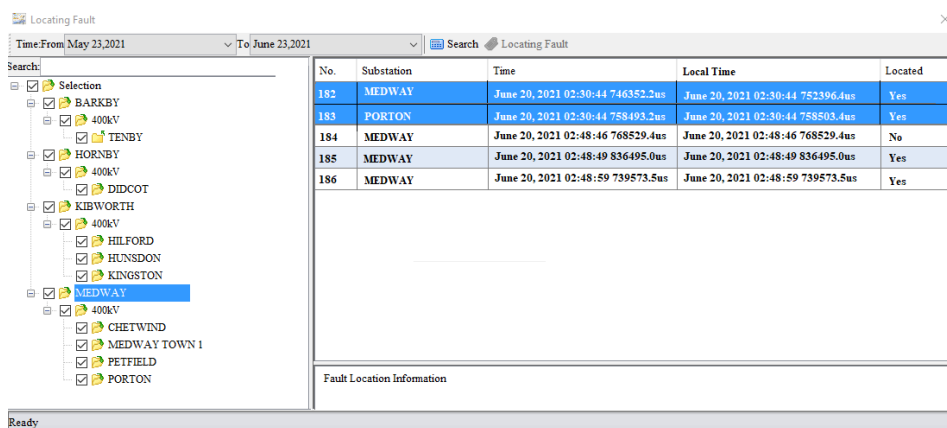 Locating Fault
Time:From May 23,2021 To June 23,2021 Search Locating Fault
Search:
Selection
BARKBY
400kV
TENBY
HORNBY
400kV
DIDCOT
KIBWORTH
400kV
HILFORD
HUNSDON
KINGSTON
MEDWAY
400kV
CHETWIND
MEDWAY TOWN 1
PETFIELD
PORTON
No. Substation Time Local Time Located
182 MEDWAY June 20, 2021 02:30:44 746352.2us June 20, 2021 02:30:44 752396.4us Yes
183 PORTON June 20, 2021 02:30:44 758493.2us June 20, 2021 02:30:44 758503.4us Yes
184 MEDWAY June 20, 2021 02:48:46 768529.4us June 20, 2021 02:48:46 768529.4us No
185 MEDWAY June 20, 2021 02:48:49 836495.0us June 20, 2021 02:48:49 836495.0us Yes
186 MEDWAY June 20, 2021 02:48:59 739573.5us June 20, 2021 02:48:59 739573.5us Yes
Fault Location Information
Ready